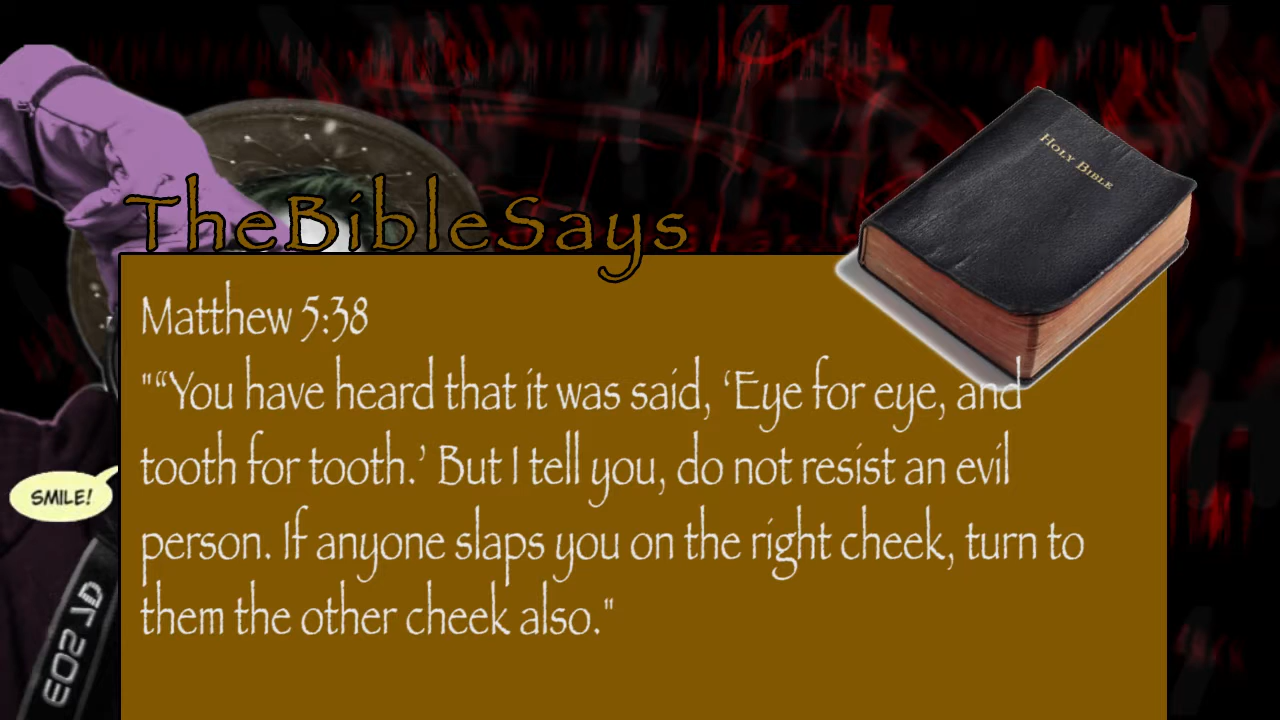 HOLY BIBLE
TheBibleSays
Matthew 5:38
"“You have heard that it was said, ‘Eye for eye, and
tooth for tooth.’ But I tell you, do not resist an evil
person. If anyone slaps you on the right cheek, turn to
them the other cheek also."
SMILE!
EOS 1D